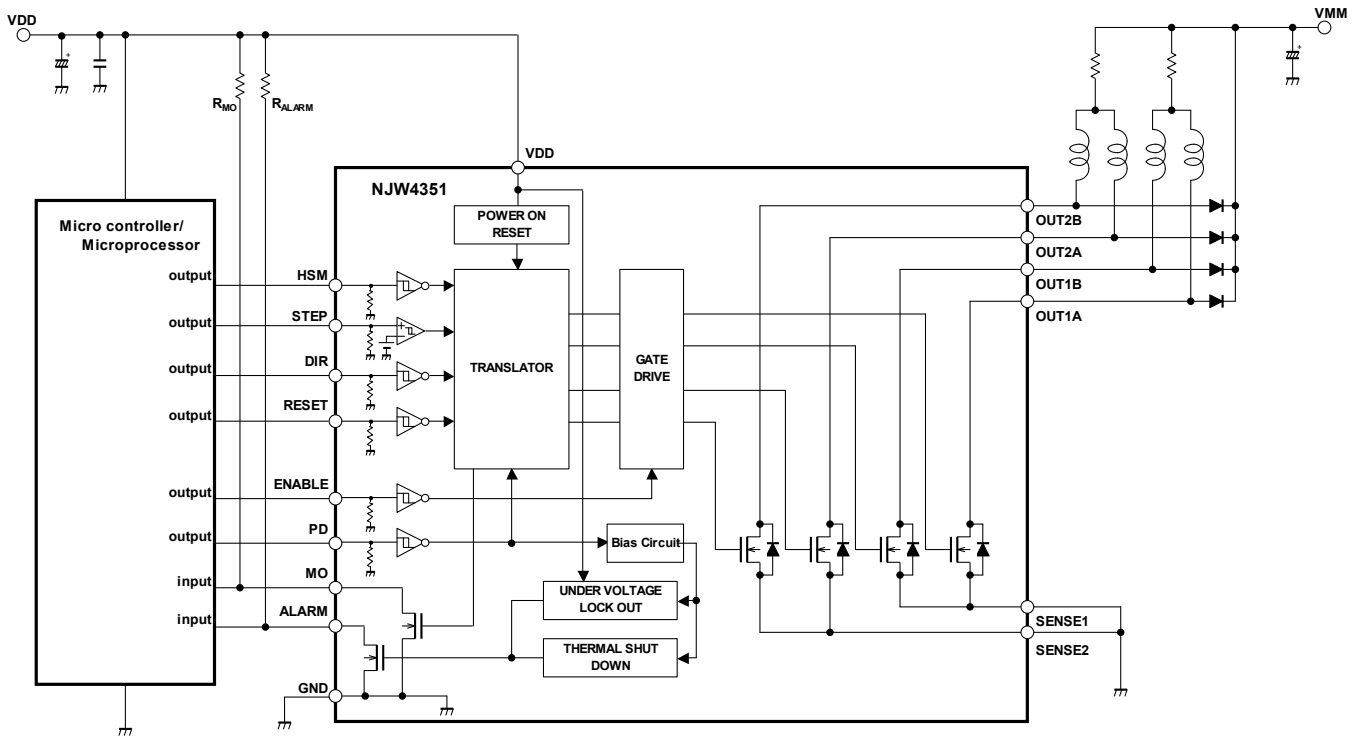 VDD
VMM
R_MO
R_ALARM
VDD
NJW4351
POWER ON
RESET
Micro controller/
Microprocessor
output
HSM
output
STEP
output
DIR
output
RESET
output
ENABLE
output
PD
input
MO
input
ALARM
GND
TRANSLATOR
GATE
DRIVE
Bias Circuit
UNDER VOLTAGE
LOCK OUT
THERMAL SHUT
DOWN
OUT2B
OUT2A
OUT1B
OUT1A
SENSE1
SENSE2
+
+
+